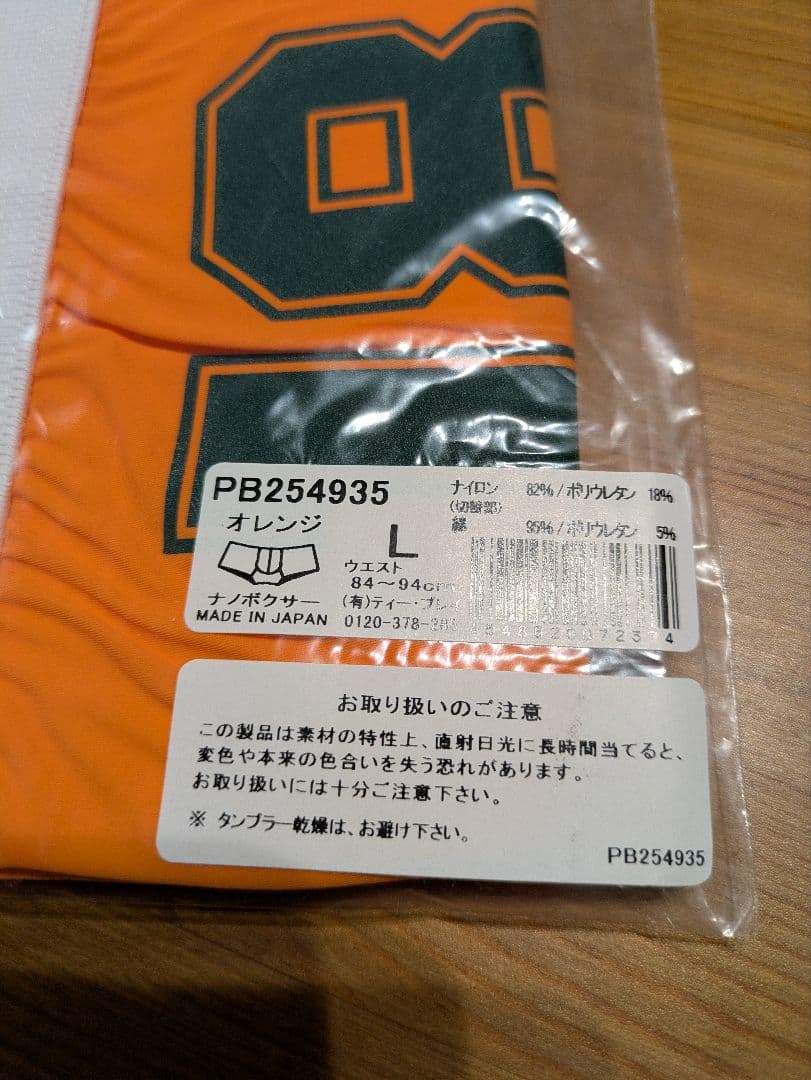 8
PB254935
オレンジ
L
ウエスト
84～94cm
ナノボクサー
MADE IN JAPAN
(有)ティー・プレイ
0120-378-
ナイロン 82%/ポリウレタン 18%
(切替部)
綿 95%/ポリウレタン 5%
お取り扱いのご注意
この製品は素材の特性上、直射日光に長時間当てると、
変色や本来の色合いを失う恐れがあります。
お取り扱いには十分ご注意下さい。
※ タンブラー乾燥は、お避け下さい。
PB254935